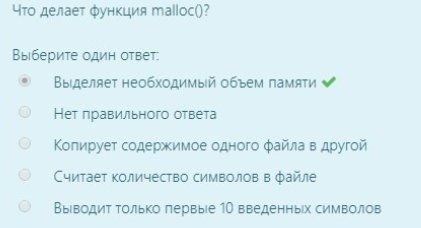 Что делает функция malloc()?
Выберите один ответ:
Выделяет необходимый объем памяти
Нет правильного ответа
Копирует содержимое одного файла в другой
Считает количество символов в файле
Выводит только первые 10 введенных символов